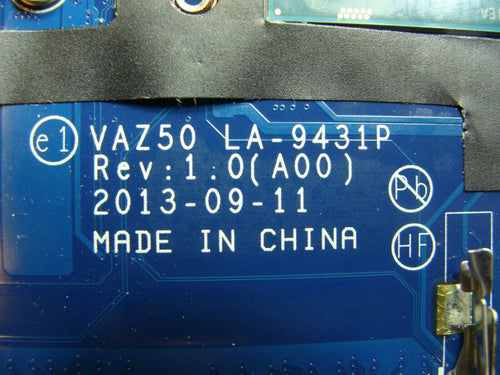 e1 VAZ50 LA-9431P
Rev:1.0(A00)
Pb
2013-09-11
MADE IN CHINA
HF